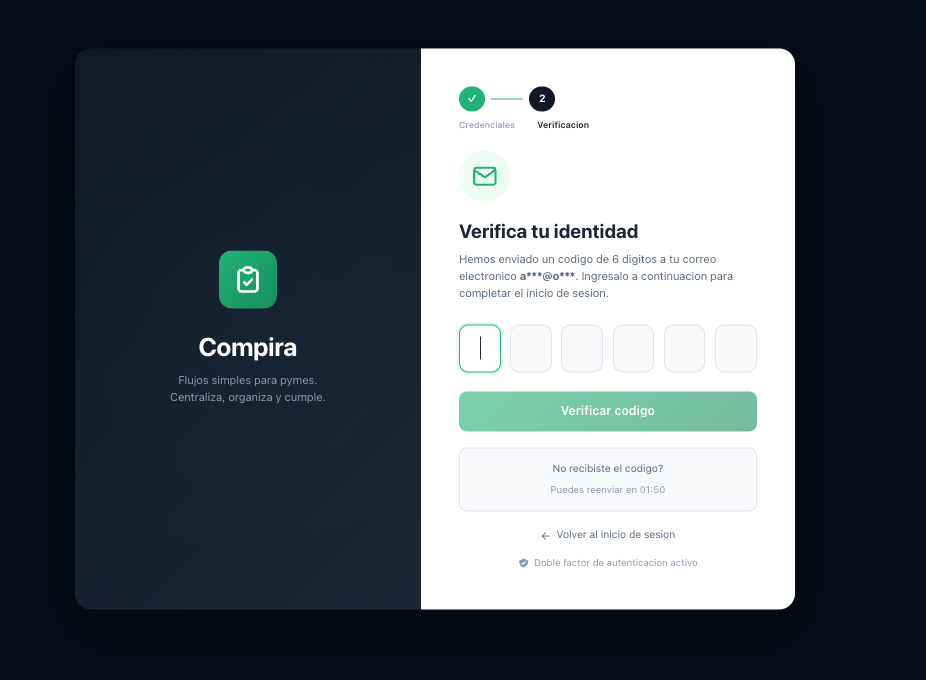 Compira
Flujos simples para pymes.
Centraliza, organiza y cumple.
2
Credenciales
Verificacion
Verifica tu identidad
Hemos enviado un codigo de 6 digitos a tu correo
electronico a***@o***. Ingresalo a continuacion para
completar el inicio de sesion.
Verificar codigo
No recibiste el codigo?
Puedes reenviar en 01:50
Volver al inicio de sesion
Doble factor de autenticacion activo